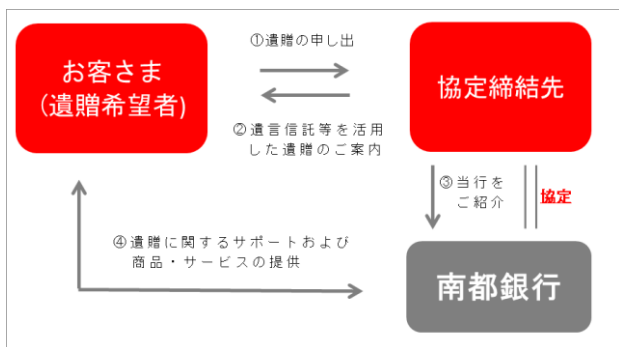 お客さま
（遺贈希望者)
①遺贈の申し出
協定締結先
②遺言信託等を活用
した遺贈のご案内
③当行を
ご紹介
協定
④遺贈に関するサポートおよび
商品・サービスの提供
南都銀行